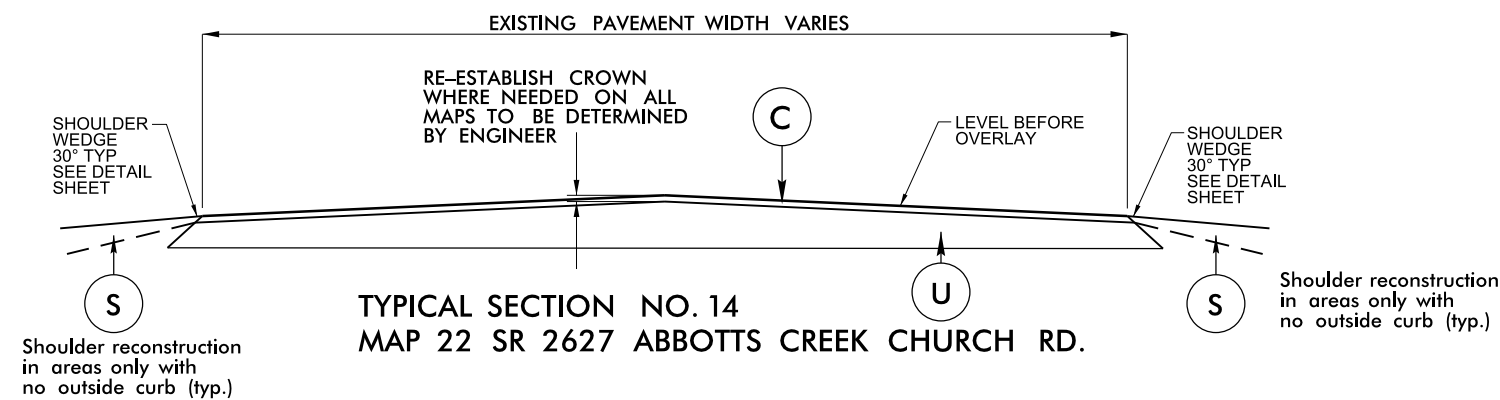 EXISTING PAVEMENT WIDTH VARIES
RE-ESTABLISH CROWN
WHERE NEEDED ON ALL
MAPS TO BE DETERMINED
BY ENGINEER
C
SHOULDER
WEDGE
30° TYP
SEE DETAIL
SHEET
LEVEL BEFORE
OVERLAY
SHOULDER
WEDGE
30° TYP
SEE DETAIL
SHEET
S
Shoulder reconstruction
in areas only with
no outside curb (typ.)
U
S
Shoulder reconstruction
in areas only with
no outside curb (typ.)
TYPICAL SECTION NO. 14
MAP 22 SR 2627 ABBOTTS CREEK CHURCH RD.